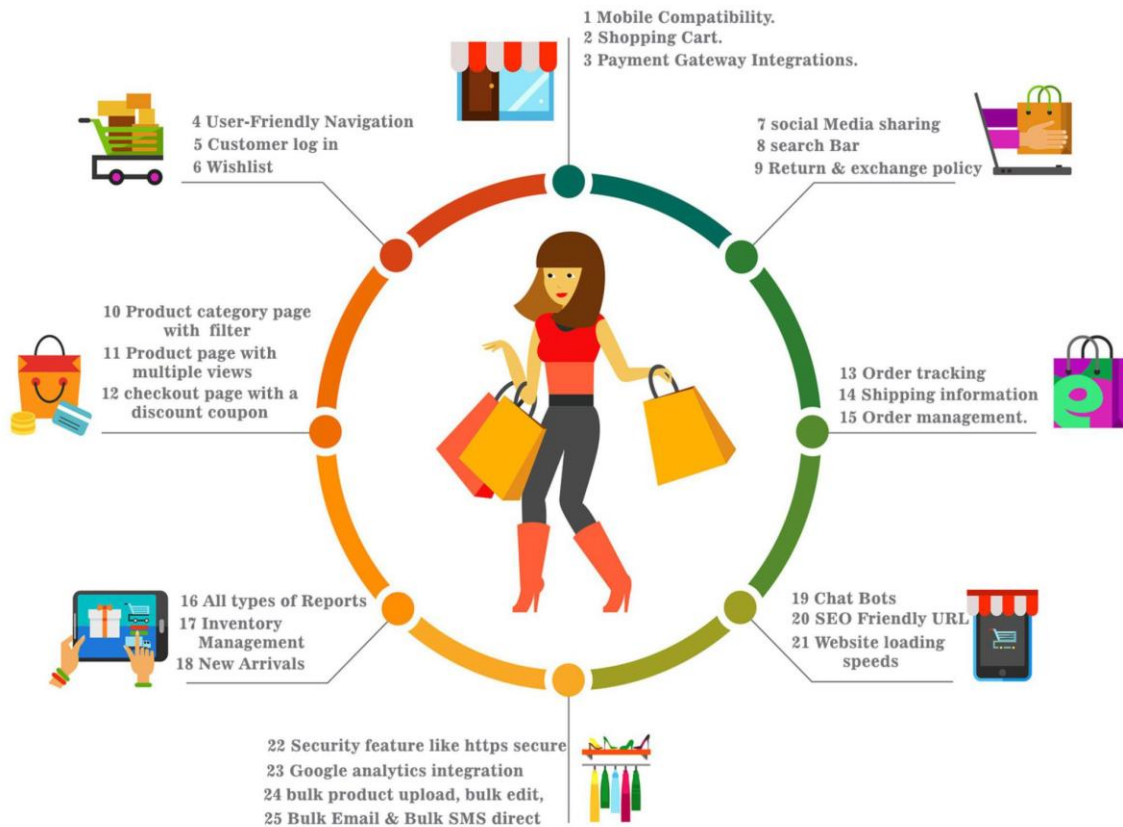 1 Mobile Compatibility.
2 Shopping Cart.
3 Payment Gateway Integrations.
4 User-Friendly Navigation
5 Customer log in
6 Wishlist
7 social Media sharing
8 search Bar
9 Return & exchange policy
10 Product category page
with filter
11 Product page with
multiple views
12 checkout page with a
discount coupon
13 Order tracking
14 Shipping information
15 Order management.
16 All types of Reports
17 Inventory
Management
18 New Arrivals
19 Chat Bots
20 SEO Friendly URL
21 Website loading
speeds
22 Security feature like https secure
23 Google analytics integration
24 bulk product upload, bulk edit,
25 Bulk Email & Bulk SMS direct